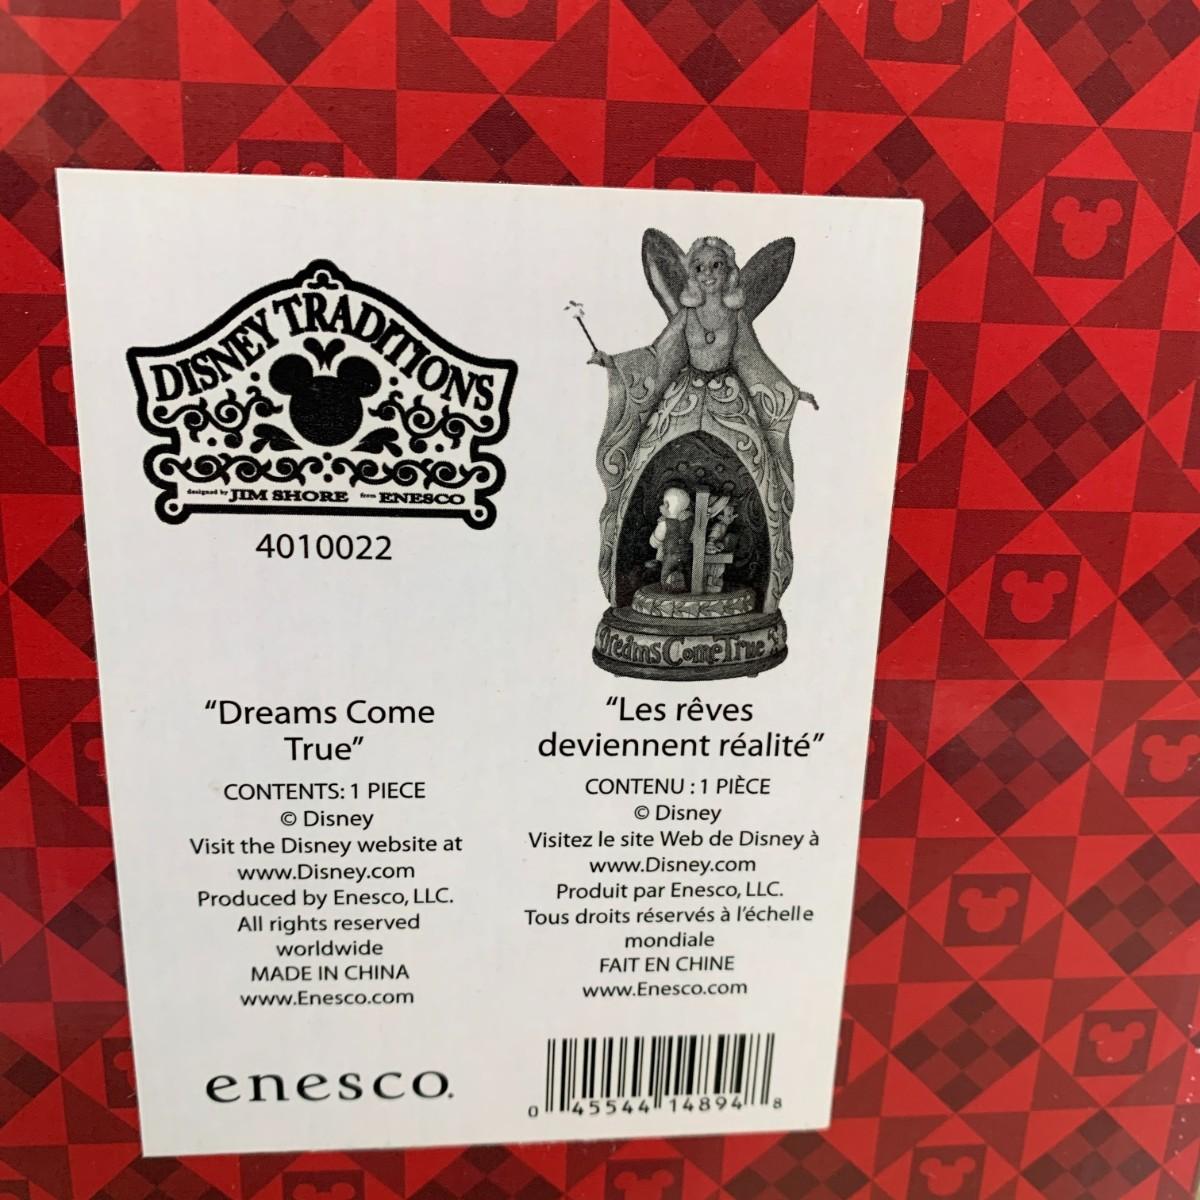 DISNEY TRADITIONS
designed by JIM SHORE from ENESCO
4010022
Dreams Come True
“Dreams Come
True”
CONTENTS: 1 PIECE
© Disney
Visit the Disney website at
www.Disney.com
Produced by Enesco, LLC.
All rights reserved
worldwide
MADE IN CHINA
www.Enesco.com
enesco.
“Les rêves
deviennent réalité”
CONTENU : 1 PIÈCE
© Disney
Visitez le site Web de Disney à
www.Disney.com
Produit par Enesco, LLC.
Tous droits réservés à l’échelle
mondiale
FAIT EN CHINE
www.Enesco.com
0 45544 14894 8